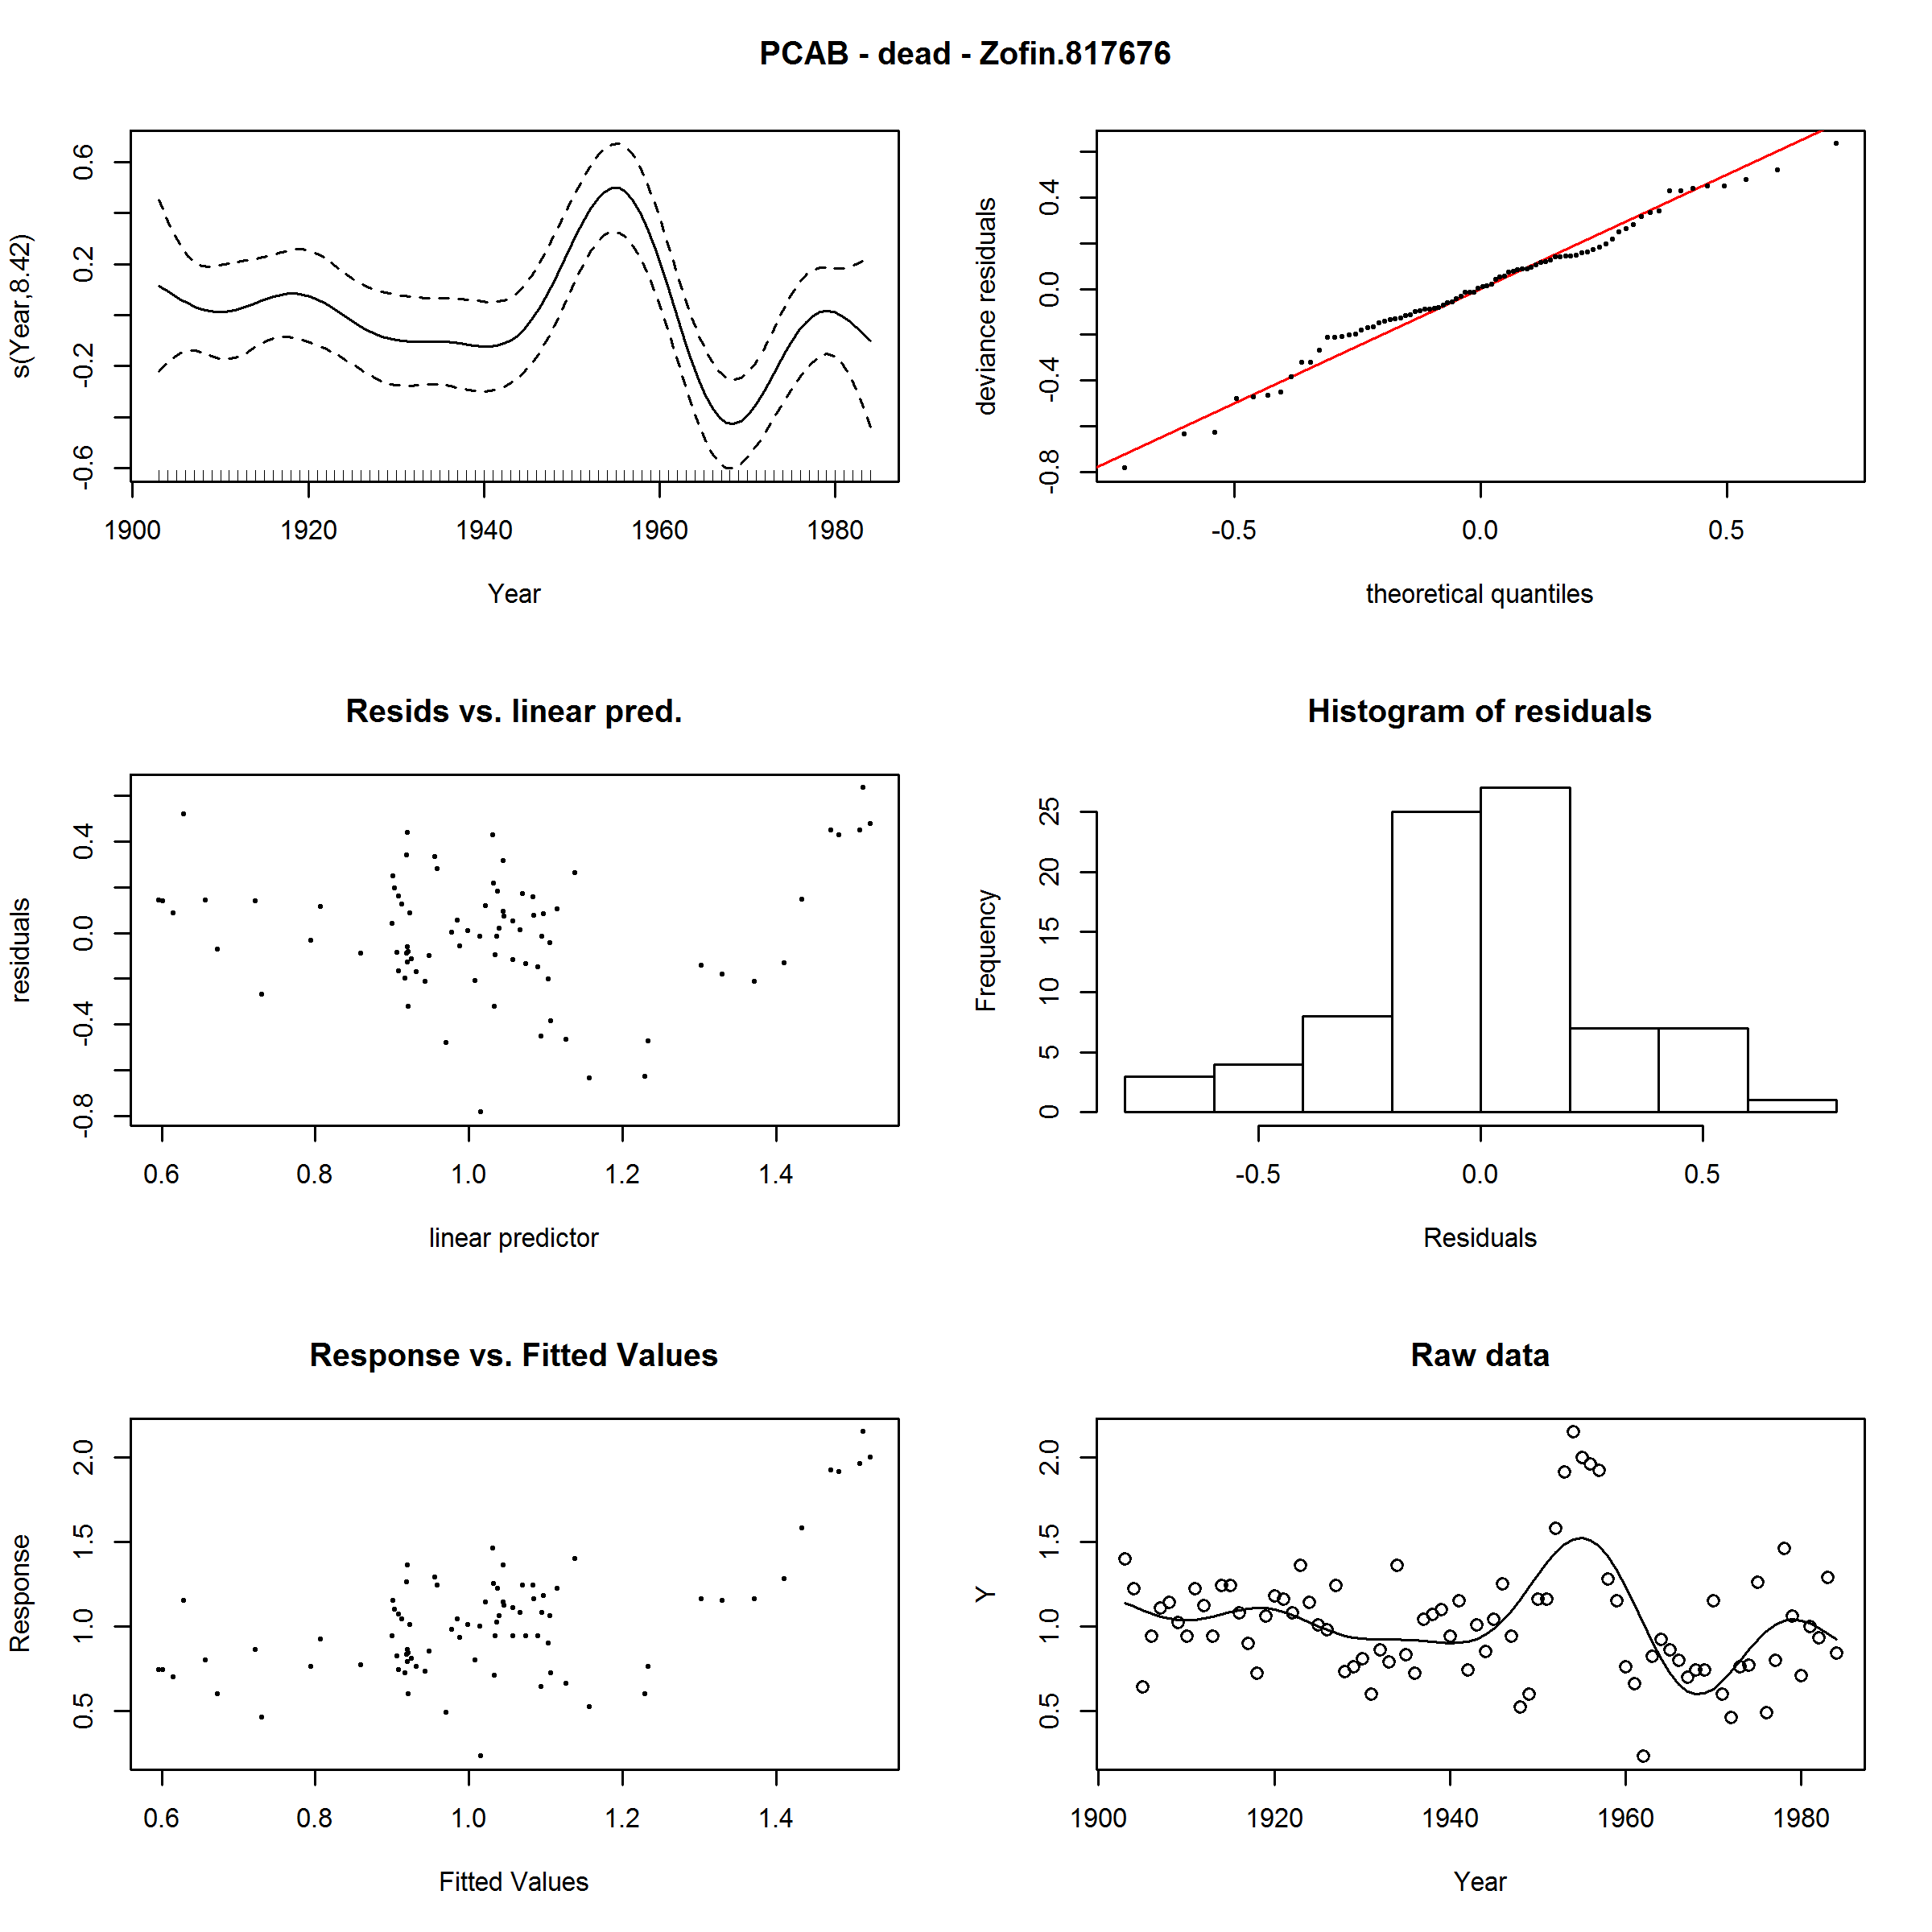 PCAB - dead - Zofin.817676
s(Year,8.42)
-0.6 -0.2 0.2 0.6
1900 1920 1940 1960 1980
Year
deviance residuals
-0.8 -0.4 0.0 0.4
-0.5 0.0 0.5
theoretical quantiles
Resids vs. linear pred.
residuals
-0.8 -0.4 0.0 0.4
0.6 0.8 1.0 1.2 1.4
linear predictor
Histogram of residuals
Frequency
0 5 10 15 20 25
-0.5 0.0 0.5
Residuals
Response vs. Fitted Values
Response
0.5 1.0 1.5 2.0
0.6 0.8 1.0 1.2 1.4
Fitted Values
Raw data
Y
0.5 1.0 1.5 2.0
1900 1920 1940 1960 1980
Year